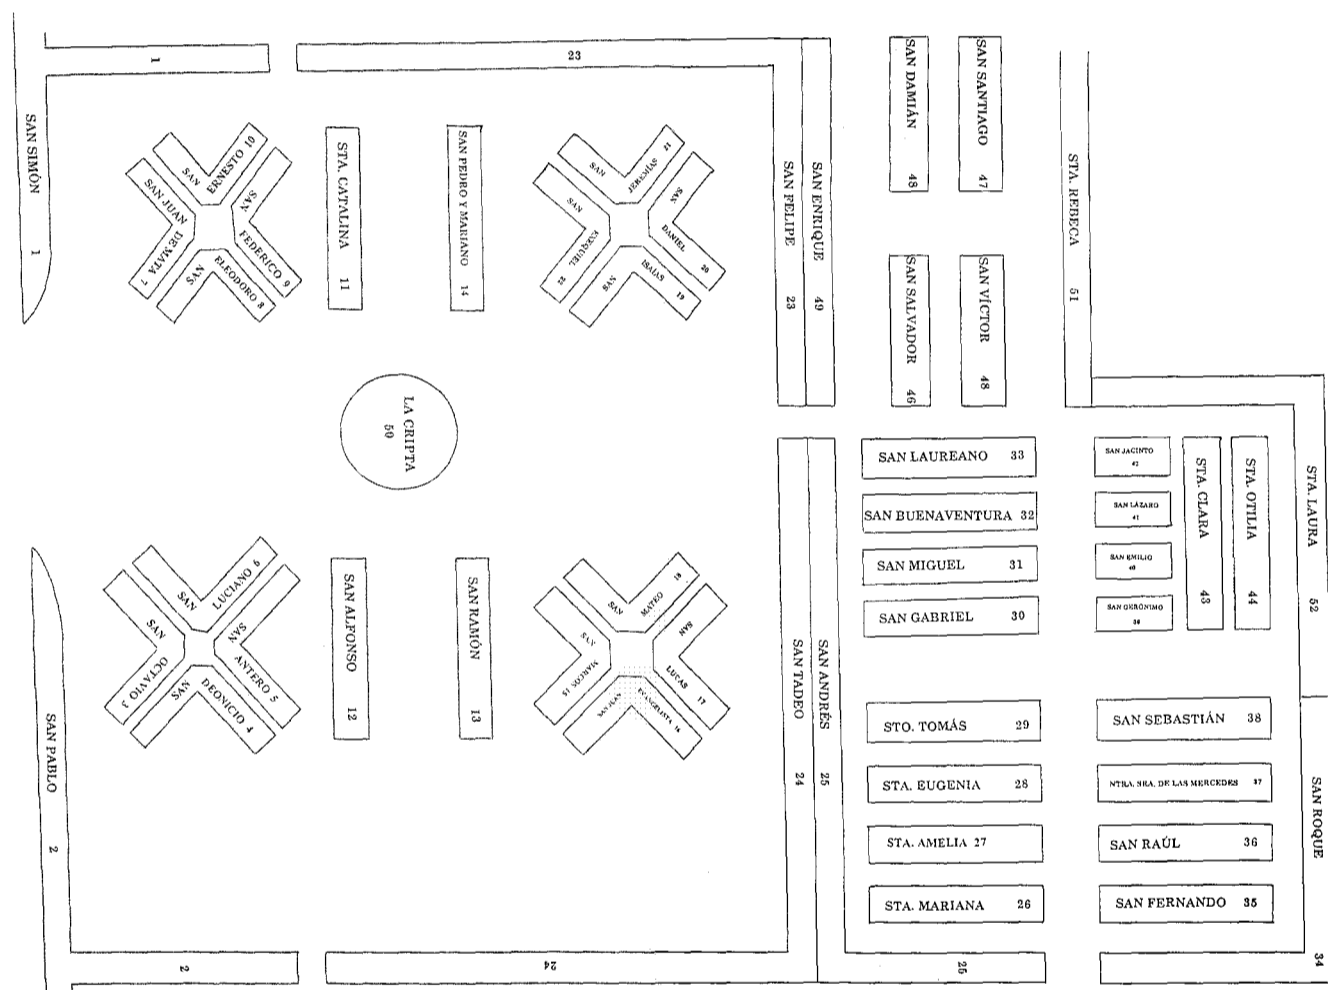 1
23
SAN SIMÓN 1
SAN ERNESTO 10
SAN FEDERICO 9
SAN JUAN DE MATA 7
SAN ELEODORO 8
STA. CATALINA 11
SAN PEDRO Y MARIANO 14
SAN JEREMÍAS 21
SAN DANIEL 20
SAN EZEQUIEL 22
SAN ISAÍAS 19
SAN FELIPE 23
SAN ENRIQUE 49
SAN DAMIÁN 48
SAN SANTIAGO 47
SAN SALVADOR 46
SAN VÍCTOR 48
STA. REBECA 51
LA CRIPTA
50
SAN LAUREANO 33
SAN BUENAVENTURA 32
SAN MIGUEL 31
SAN GABRIEL 30
SAN JACINTO
42
SAN LÁZARO
41
SAN EMILIO
40
SAN GERÓNIMO
39
STA. CLARA 43
STA. OTILIA 44
STA. LAURA 52
SAN PABLO 2
SAN LUCIANO 6
SAN ANTERO 5
SAN OCTAVIO 3
SAN DEONICIO 4
SAN ALFONSO 12
SAN RAMÓN 13
SAN MATEO 18
SAN LUCAS 17
SAN MARCOS 15
SAN JUAN EVANGELISTA 16
SAN TADEO 24
SAN ANDRÉS 25
STO. TOMÁS 29
STA. EUGENIA 28
STA. AMELIA 27
STA. MARIANA 26
SAN SEBASTIÁN 38
NTRA. SRA. DE LAS MERCEDES 37
SAN RAÚL 36
SAN FERNANDO 35
SAN ROQUE
34
2
24
25